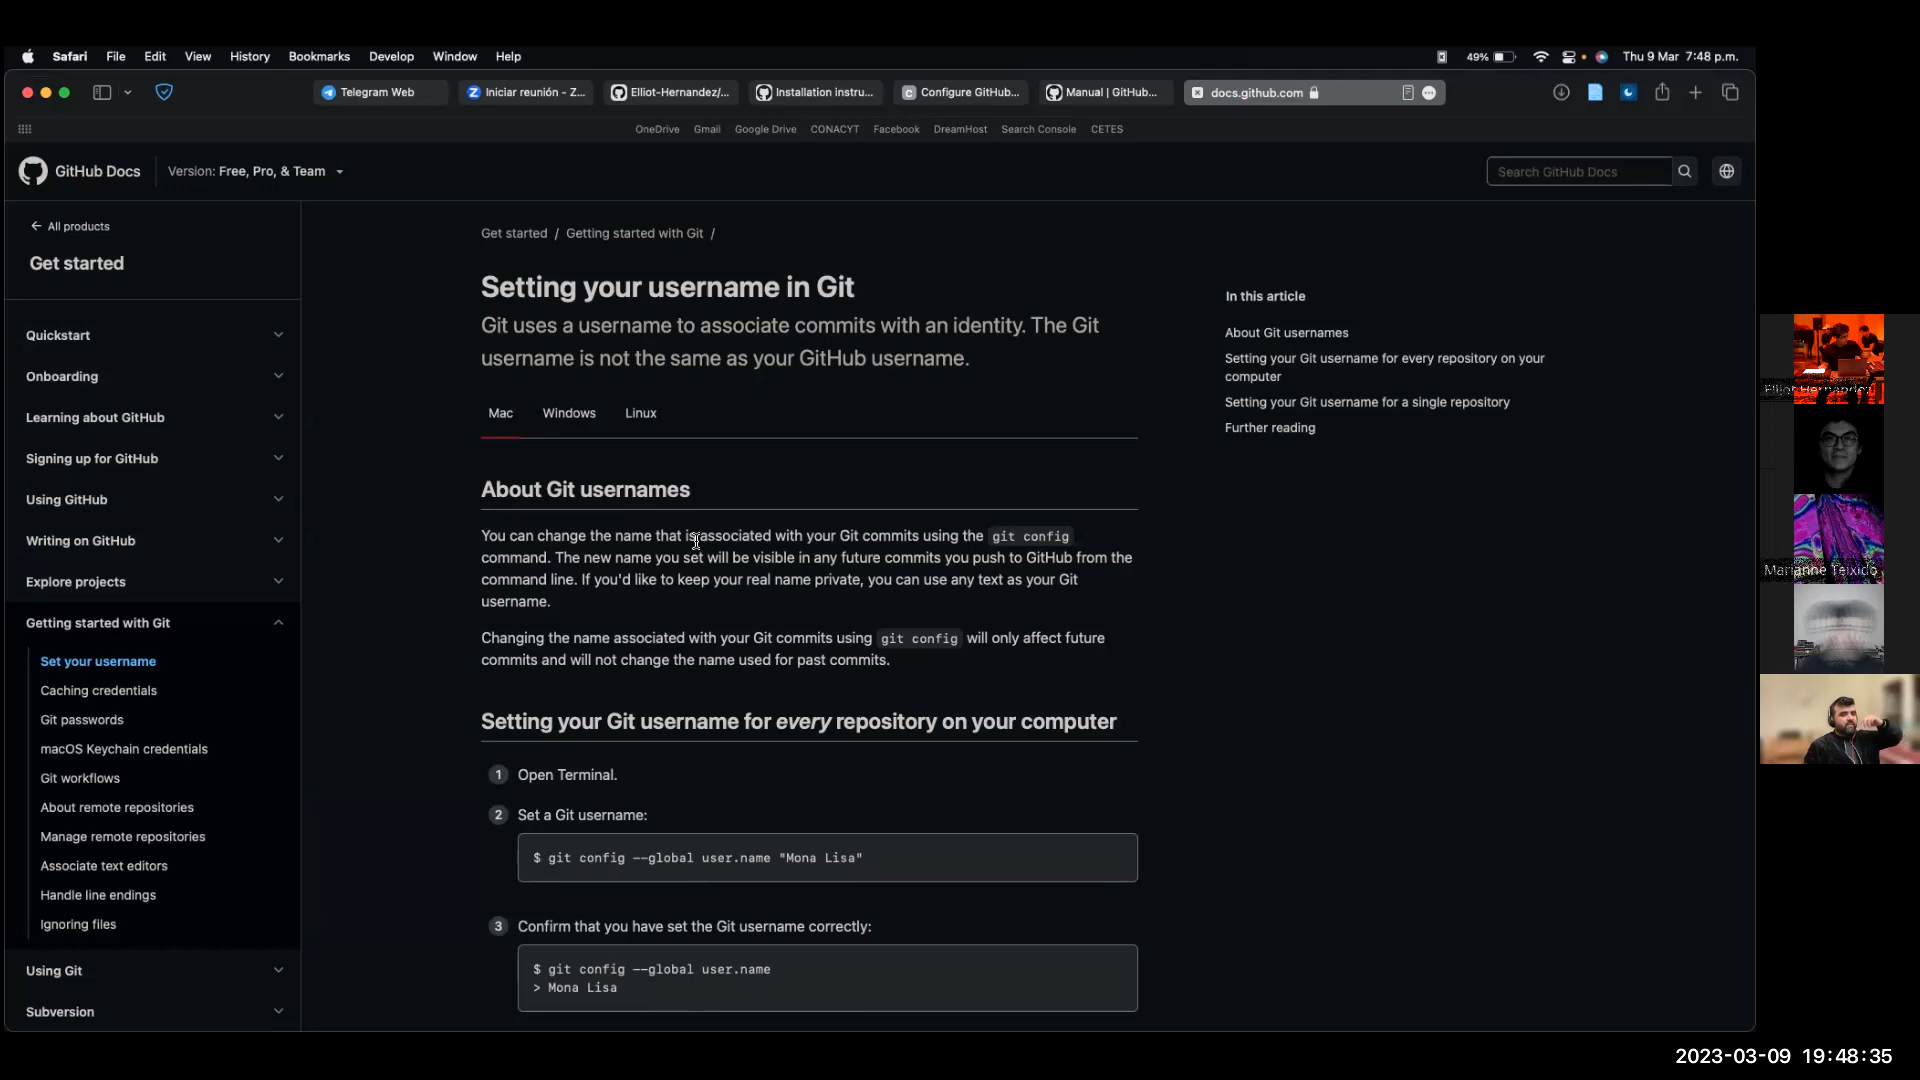 Safari File Edit View History Bookmarks Develop Window Help 49% Thu 9 Mar 7:48 p.m.
Telegram Web Iniciar reunión - Z... Elliot-Hernandez/... Installation instru... Configure GitHub... Manual | GitHub... docs.github.com
OneDrive Gmail Google Drive CONACYT Facebook DreamHost Search Console CETES
GitHub Docs Version: Free, Pro, & Team Search GitHub Docs
All products
Get started
Quickstart
Onboarding
Learning about GitHub
Signing up for GitHub
Using GitHub
Writing on GitHub
Explore projects
Getting started with Git
Set your username
Caching credentials
Git passwords
macOS Keychain credentials
Git workflows
About remote repositories
Manage remote repositories
Associate text editors
Handle line endings
Ignoring files
Using Git
Subversion
Get started / Getting started with Git /
Setting your username in Git
Git uses a username to associate commits with an identity. The Git
username is not the same as your GitHub username.
Mac Windows Linux
About Git usernames
You can change the name that is associated with your Git commits using the git config
command. The new name you set will be visible in any future commits you push to GitHub from the
command line. If you'd like to keep your real name private, you can use any text as your Git
username.
Changing the name associated with your Git commits using git config will only affect future
commits and will not change the name used for past commits.
Setting your Git username for every repository on your computer
1 Open Terminal.
2 Set a Git username:
$ git config --global user.name "Mona Lisa"
3 Confirm that you have set the Git username correctly:
$ git config --global user.name
> Mona Lisa
In this article
About Git usernames
Setting your Git username for every repository on your
computer
Setting your Git username for a single repository
Further reading
Elliot Hernandez
Marianne Teixido
2023-03-09 19:48:35